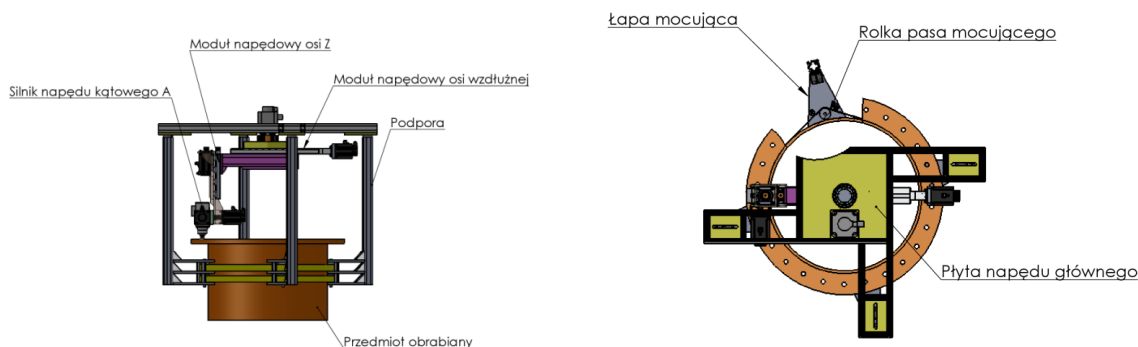 Moduł napędowy osi Z
Moduł napędowy osi wzdłużnej
Silnik napędu kątowego A
Podpora
Przedmiot obrabiany
Łapa mocująca
Rolka pasa mocującego
Płyta napędu głównego